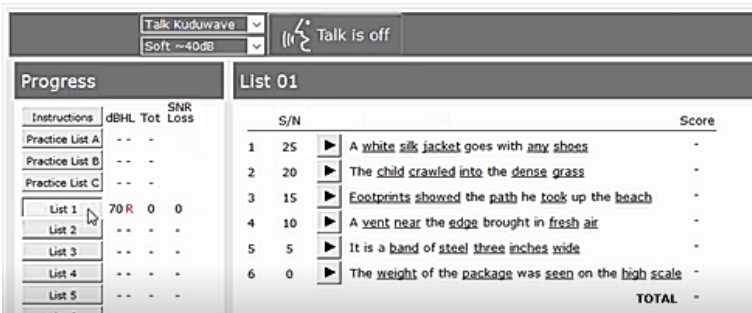 Talk Kuduwave
Soft ~40dB
Talk is off
Progress
Instructions dBHL Tot SNR Loss
Practice List A - - -
Practice List B - - -
Practice List C - - -
List 1 70 R 0 0
List 2 - - - -
List 3 - - - -
List 4 - - - -
List 5 - - - -
List 01
S/N Score
1 25 A white silk jacket goes with any shoes -
2 20 The child crawled into the dense grass -
3 15 Footprints showed the path he took up the beach -
4 10 A vent near the edge brought in fresh air -
5 5 It is a band of steel three inches wide -
6 0 The weight of the package was seen on the high scale -
TOTAL -